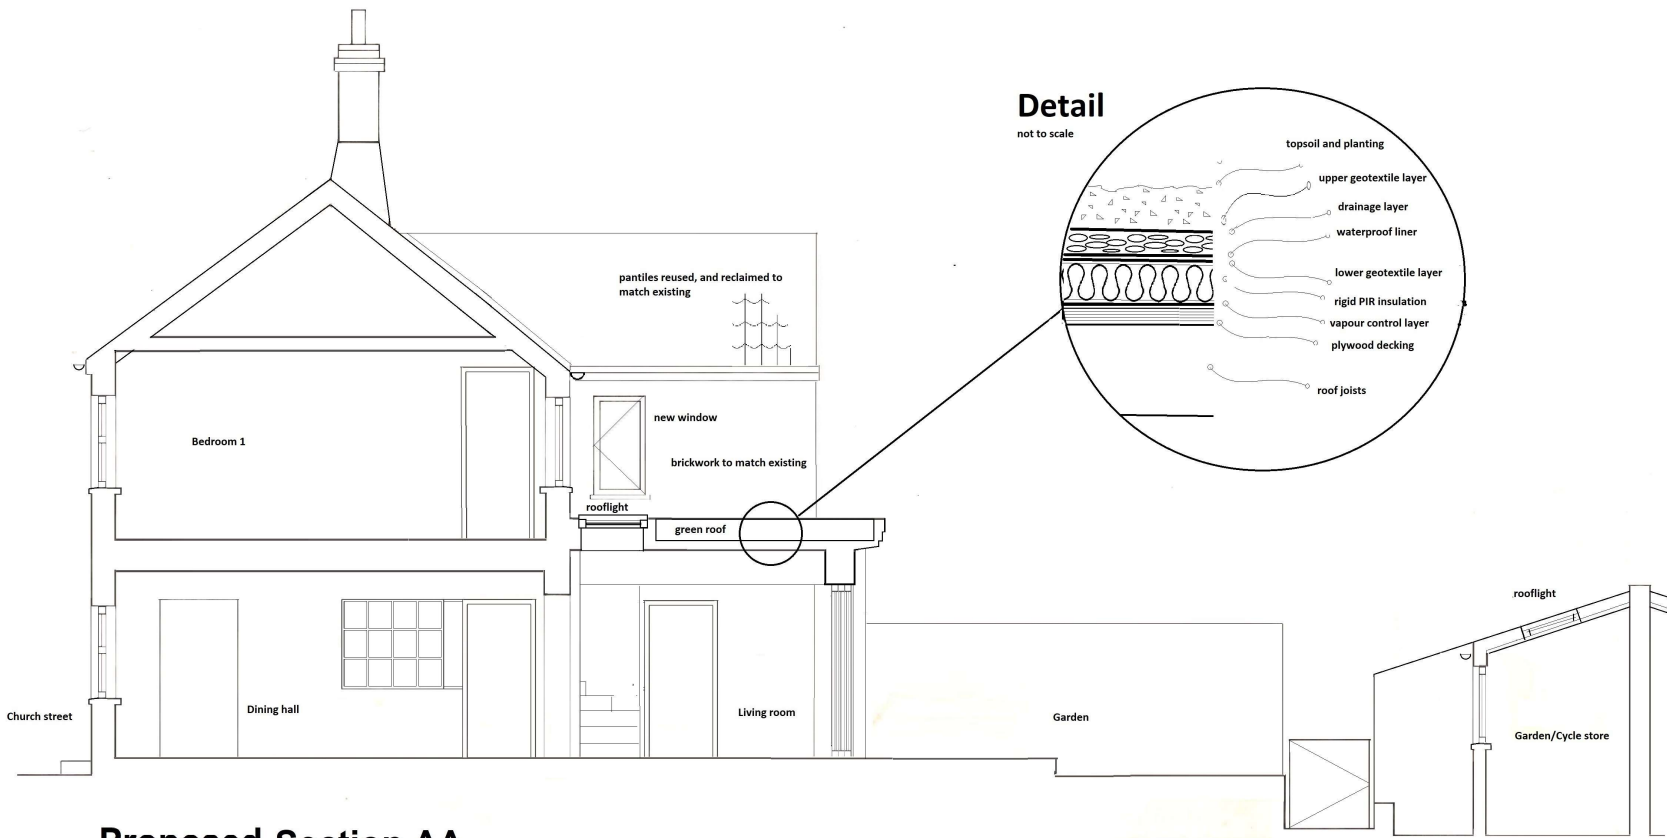 Detail
not to scale
topsoil and planting
upper geotextile layer
drainage layer
waterproof liner
lower geotextile layer
rigid PIR insulation
vapour control layer
plywood decking
roof joists
pantiles reused, and reclaimed to
match existing
new window
Bedroom 1
brickwork to match existing
rooflight
green roof
rooflight
Church street
Dining hall
Living room
Garden
Garden/Cycle store
Proposed Section AA